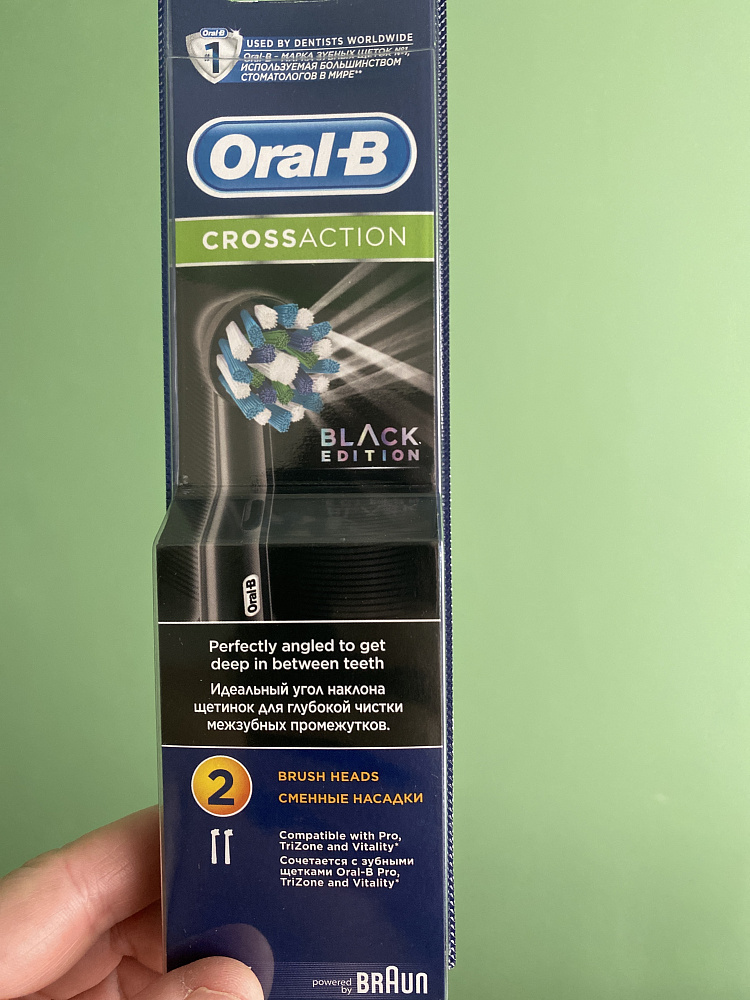 Oral-B
#1
USED BY DENTISTS WORLDWIDE
Oral-B – МАРКА ЗУБНЫХ ЩЕТОК №1,
ИСПОЛЬЗУЕМАЯ БОЛЬШИНСТВОМ
СТОМАТОЛОГОВ В МИРЕ**
Oral-B
CROSSACTION
BLACK
EDITION
Oral-B
Perfectly angled to get
deep in between teeth
Идеальный угол наклона
щетинок для глубокой чистки
межзубных промежутков.
2
BRUSH HEADS
СМЕННЫЕ НАСАДКИ
Compatible with Pro,
TriZone and Vitality*
Сочетается с зубными
щетками Oral-B Pro,
TriZone and Vitality*
powered
by
BRAUN